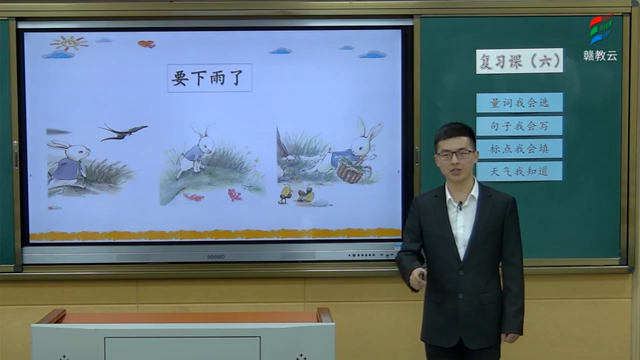 要下雨了
复习课（六）
量词我会选
句子我会写
标点我会填
天气我知道
赣教云